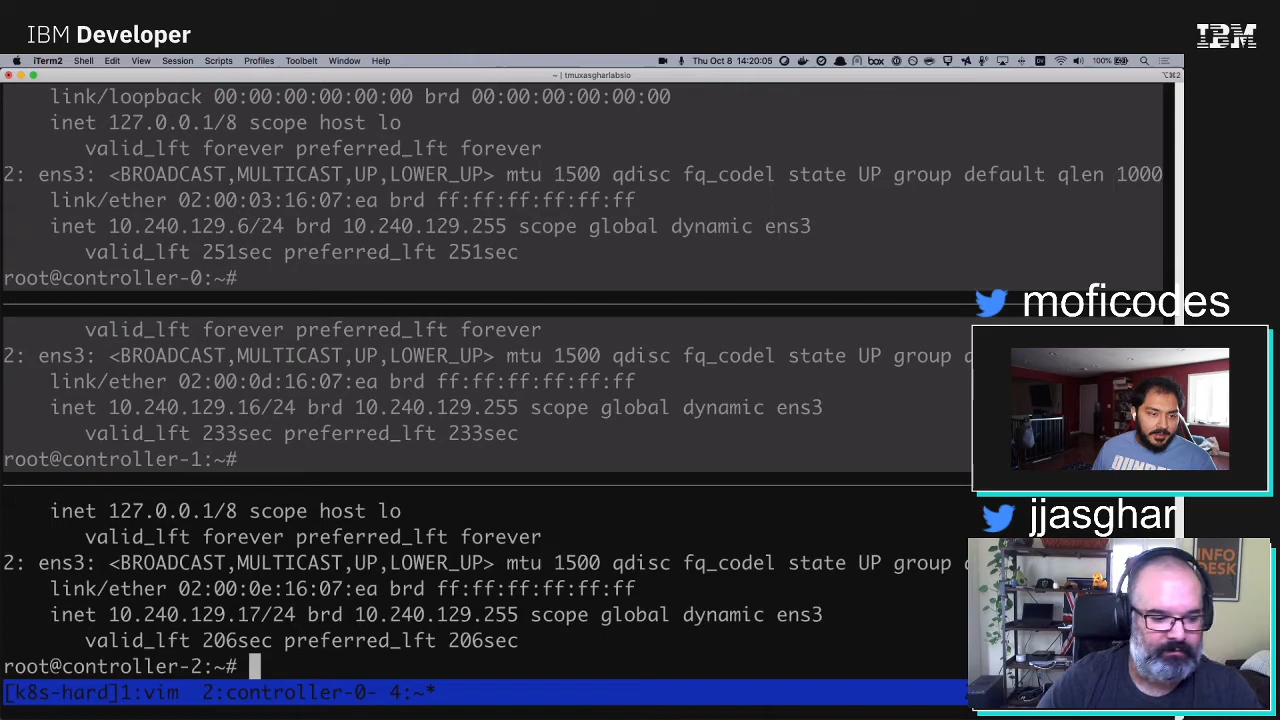 IBM Developer
IBM
iTerm2 Shell Edit View Session Scripts Profiles Toolbelt Window Help
box
Thu Oct 8 14:20:05
100%
~ | tmuxasgharlabsio
⌥⌘2
link/loopback 00:00:00:00:00:00 brd 00:00:00:00:00:00
inet 127.0.0.1/8 scope host lo
valid_lft forever preferred_lft forever
2: ens3: <BROADCAST,MULTICAST,UP,LOWER_UP> mtu 1500 qdisc fq_codel state UP group default qlen 1000
link/ether 02:00:03:16:07:ea brd ff:ff:ff:ff:ff:ff
inet 10.240.129.6/24 brd 10.240.129.255 scope global dynamic ens3
valid_lft 251sec preferred_lft 251sec
root@controller-0:~#
moficodes
valid_lft forever preferred_lft forever
2: ens3: <BROADCAST,MULTICAST,UP,LOWER_UP> mtu 1500 qdisc fq_codel state UP group d
link/ether 02:00:0d:16:07:ea brd ff:ff:ff:ff:ff:ff
inet 10.240.129.16/24 brd 10.240.129.255 scope global dynamic ens3
valid_lft 233sec preferred_lft 233sec
root@controller-1:~#
jjasghar
inet 127.0.0.1/8 scope host lo
valid_lft forever preferred_lft forever
2: ens3: <BROADCAST,MULTICAST,UP,LOWER_UP> mtu 1500 qdisc fq_codel state UP group d
link/ether 02:00:0e:16:07:ea brd ff:ff:ff:ff:ff:ff
inet 10.240.129.17/24 brd 10.240.129.255 scope global dynamic ens3
valid_lft 206sec preferred_lft 206sec
root@controller-2:~#
[k8s-hard]1:vim 2:controller-0- 4:~*
INFO
DESK